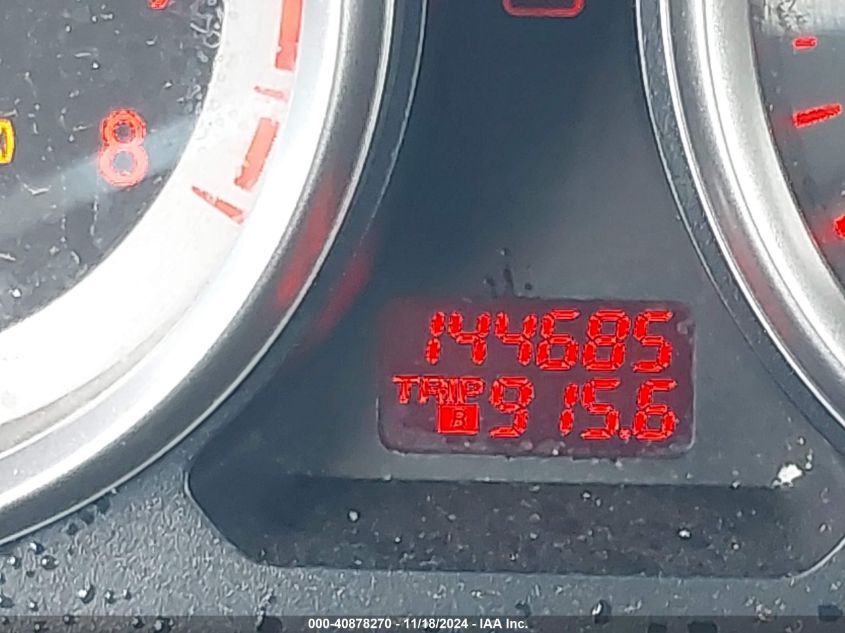 8
144685
TRIP
B 915.6
000-40878270 - 11/18/2024 - IAA Inc.